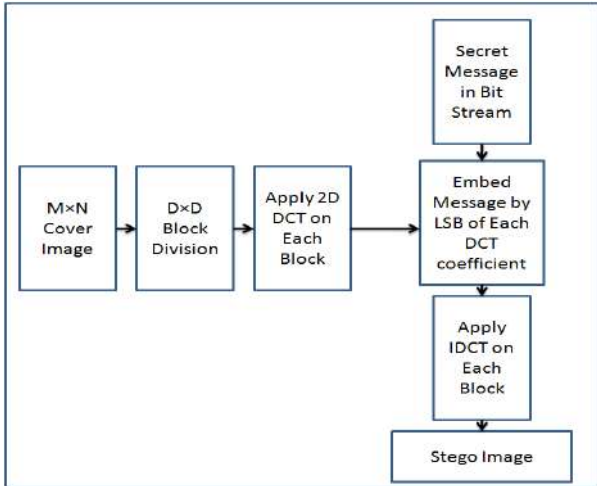 Secret
Message
in Bit
Stream
M×N
Cover
Image
D×D
Block
Division
Apply 2D
DCT on
Each
Block
Embed
Message by
LSB of Each
DCT
coefficient
Apply
IDCT on
Each
Block
Stego Image